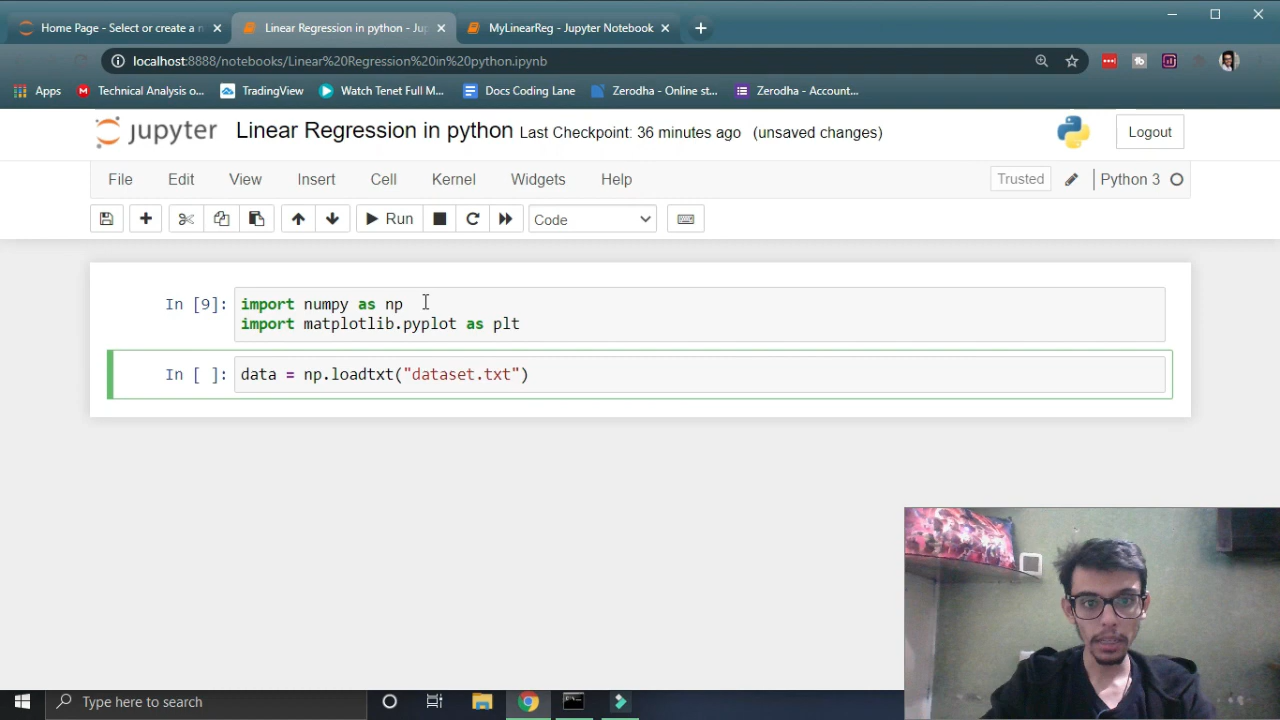 Home Page - Select or create a n
Linear Regression in python - Jup
MyLinearReg - Jupyter Notebook
localhost:8888/notebooks/Linear%20Regression%20in%20python.ipynb
Apps
Technical Analysis o...
TradingView
Watch Tenet Full M...
Docs Coding Lane
Zerodha - Online st...
Zerodha - Account...
jupyter Linear Regression in python Last Checkpoint: 36 minutes ago (unsaved changes)
Logout
File Edit View Insert Cell Kernel Widgets Help
Trusted
Python 3
Run
Code
In [9]: import numpy as np
import matplotlib.pyplot as plt
In [ ]: data = np.loadtxt("dataset.txt")
Type here to search